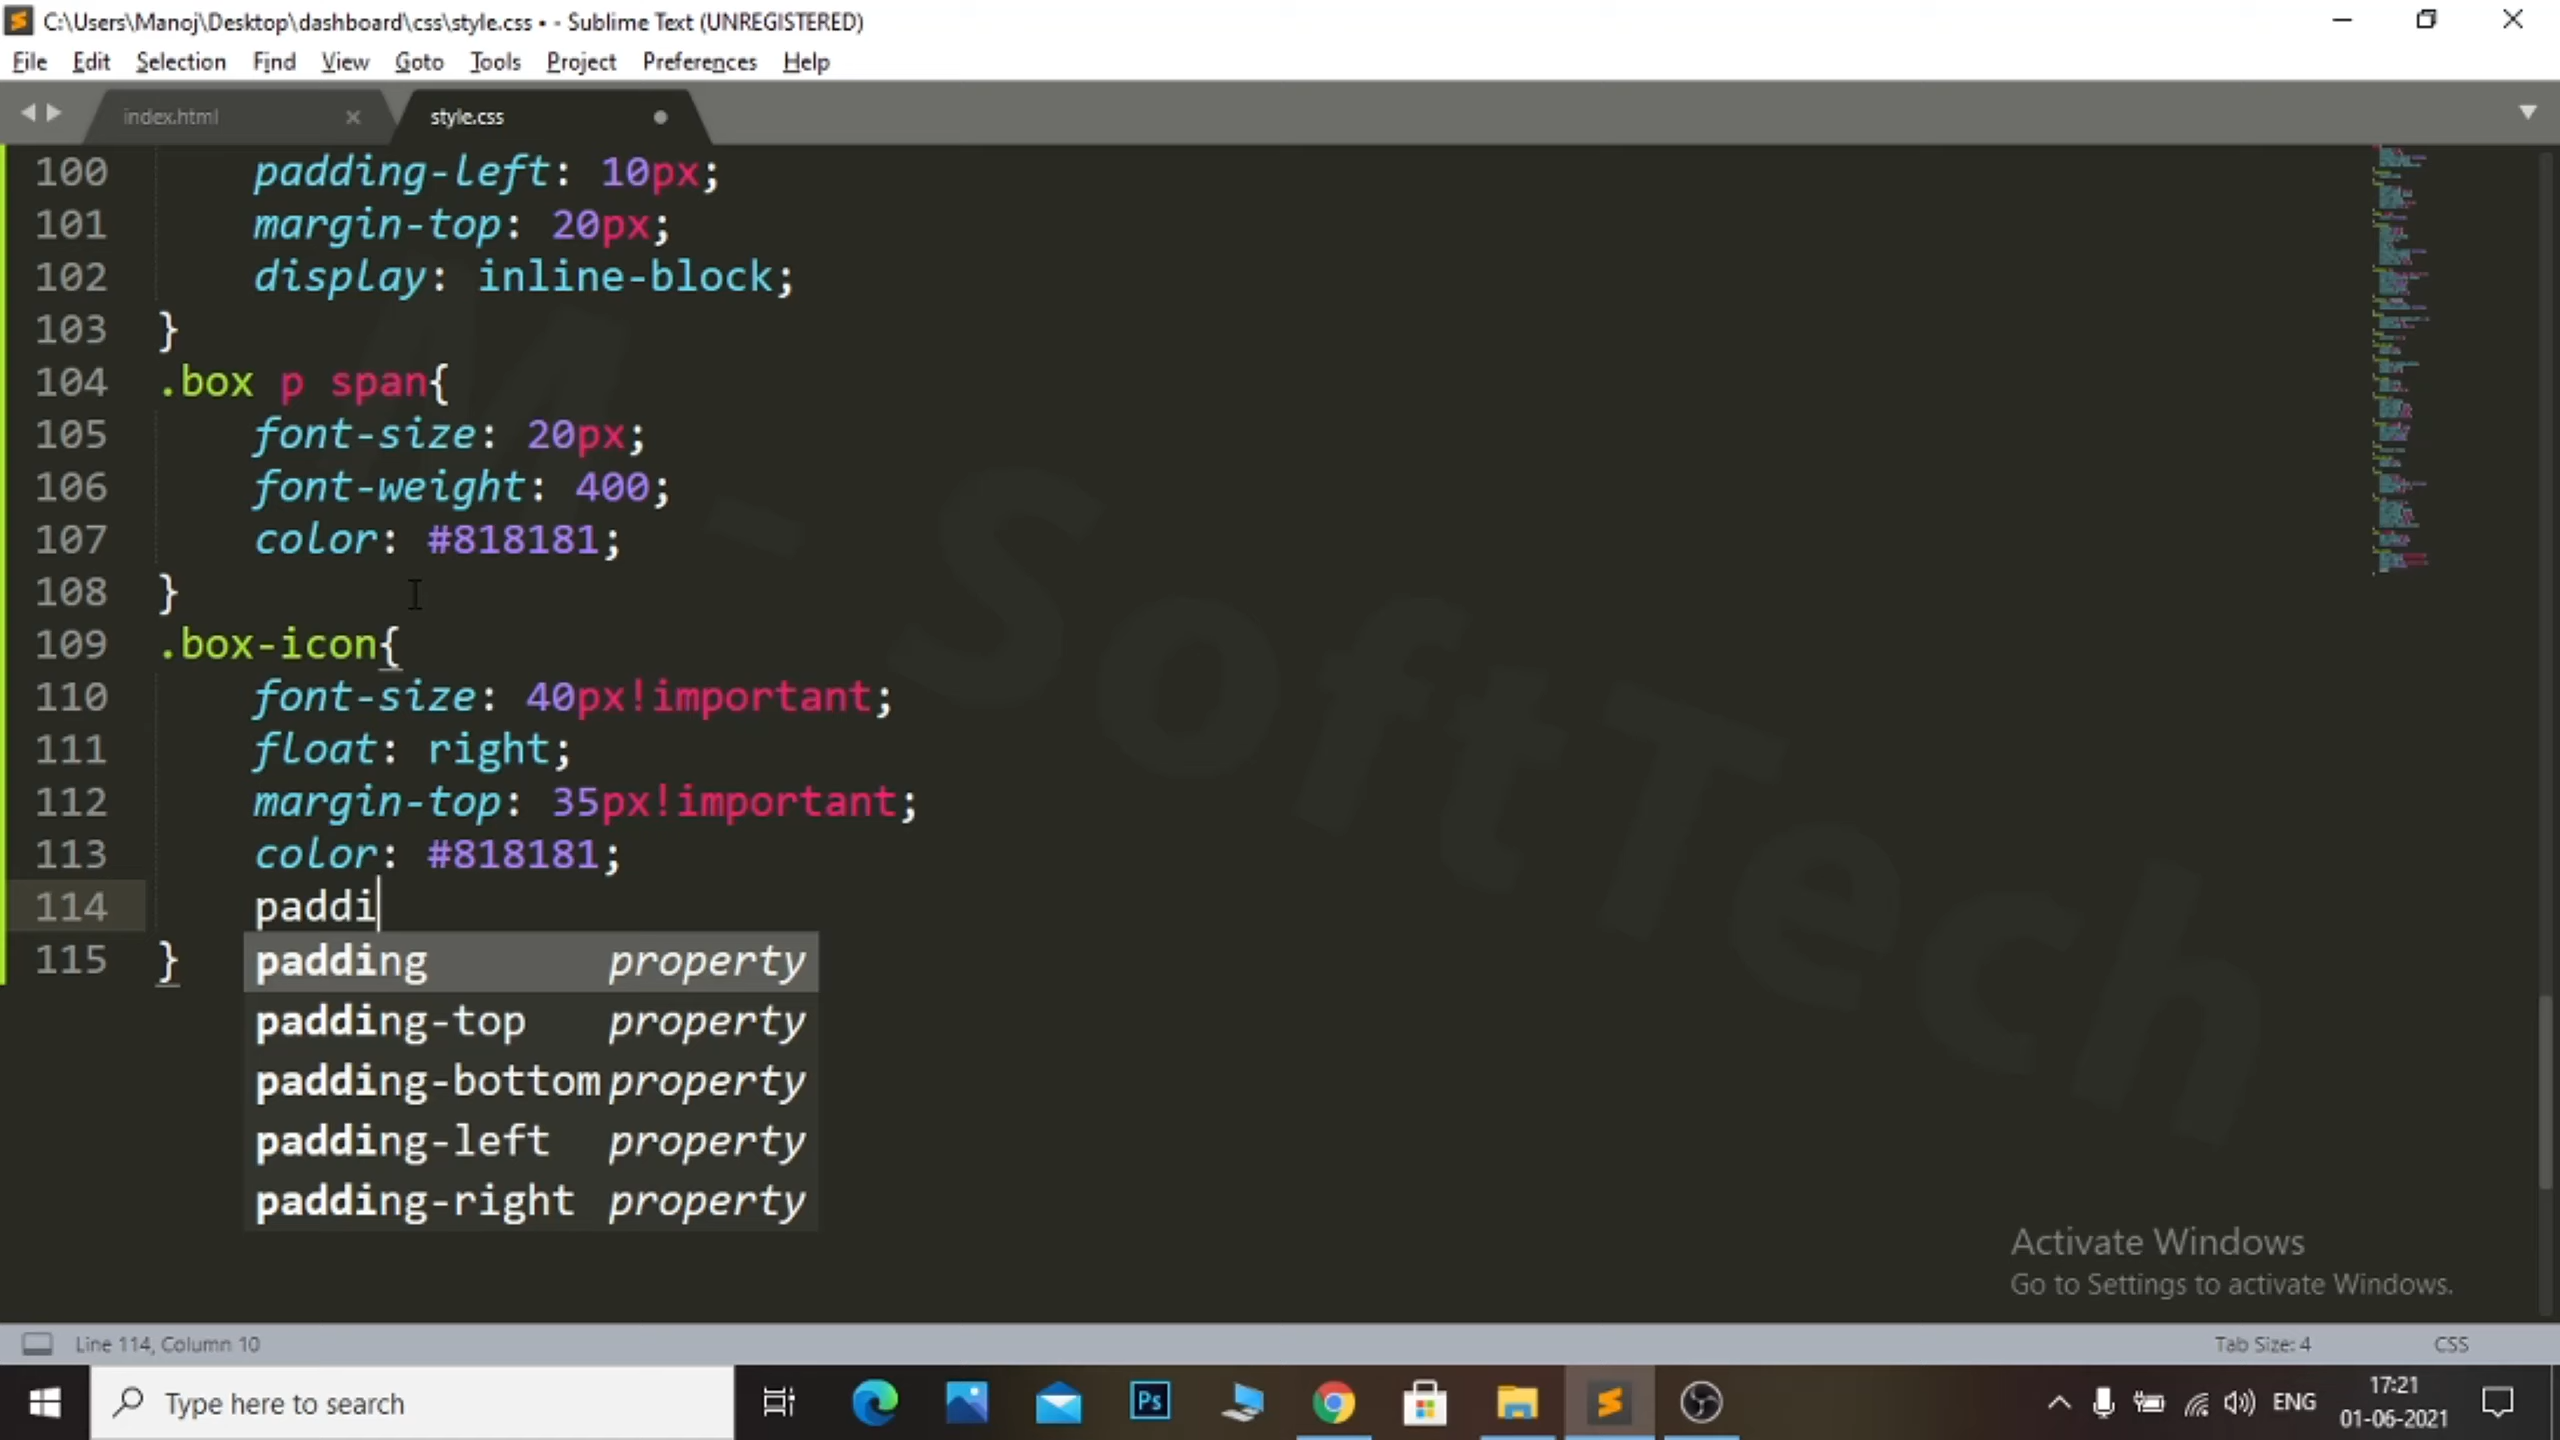 C:\Users\Manoj\Desktop\dashboard\css\style.css • - Sublime Text (UNREGISTERED)
File Edit Selection Find View Goto Tools Project Preferences Help
index.html style.css
100 padding-left: 10px;
101 margin-top: 20px;
102 display: inline-block;
103 }
104 .box p span{
105 font-size: 20px;
106 font-weight: 400;
107 color: #818181;
108 }
109 .box-icon{
110 font-size: 40px!important;
111 float: right;
112 margin-top: 35px!important;
113 color: #818181;
114 paddi
115 }
padding property
padding-top property
padding-bottom property
padding-left property
padding-right property
M - SoftTech
Activate Windows
Go to Settings to activate Windows.
Line 114, Column 10 Tab Size: 4 CSS
Type here to search
Ps
ENG
17:21
01-06-2021